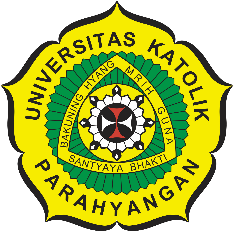 UNIVERSITAS KATOLIK
PARAHYANGAN
BAKUNING HYANG MRIH GUNA
SANTYAYA BHAKTI